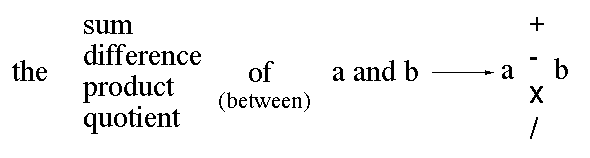 sum +
difference -
the product of a and b → a x b
quotient (between) /